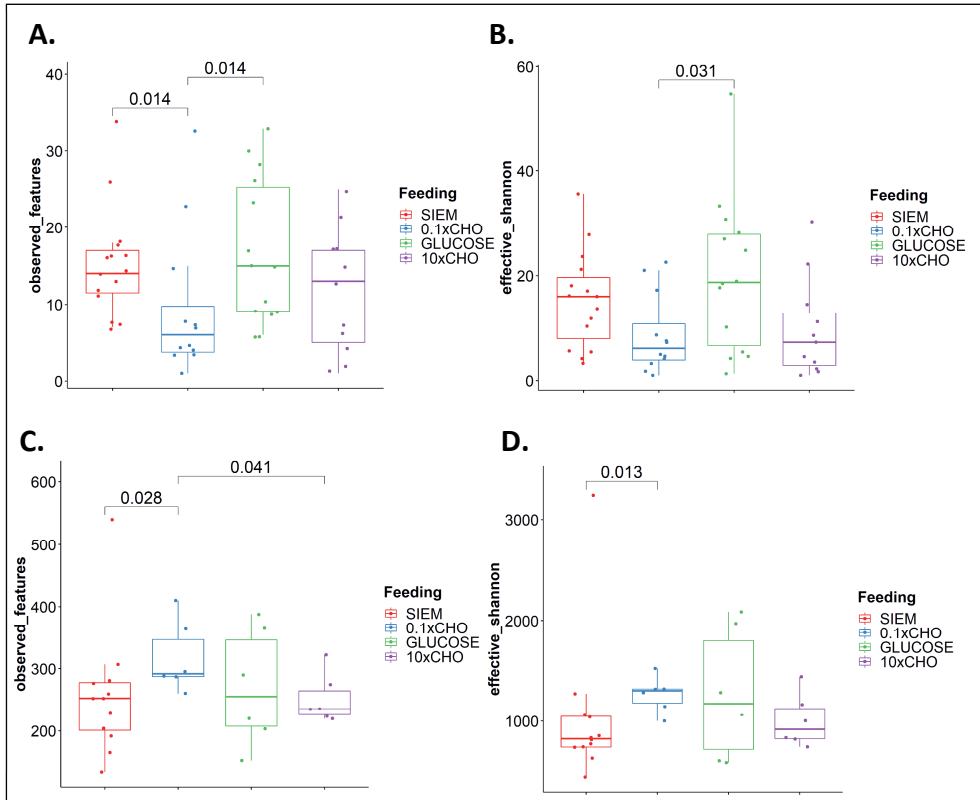 A.
40
30
20
10
0
observed_features
0.014
0.014
Feeding
SIEM
0.1xCHO
GLUCOSE
10xCHO
B.
60
40
20
0
effective_shannon
0.031
Feeding
SIEM
0.1xCHO
GLUCOSE
10xCHO
C.
600
500
400
300
200
observed_features
0.041
0.028
Feeding
SIEM
0.1xCHO
GLUCOSE
10xCHO
D.
3000
2000
1000
effective_shannon
0.013
Feeding
SIEM
0.1xCHO
GLUCOSE
10xCHO